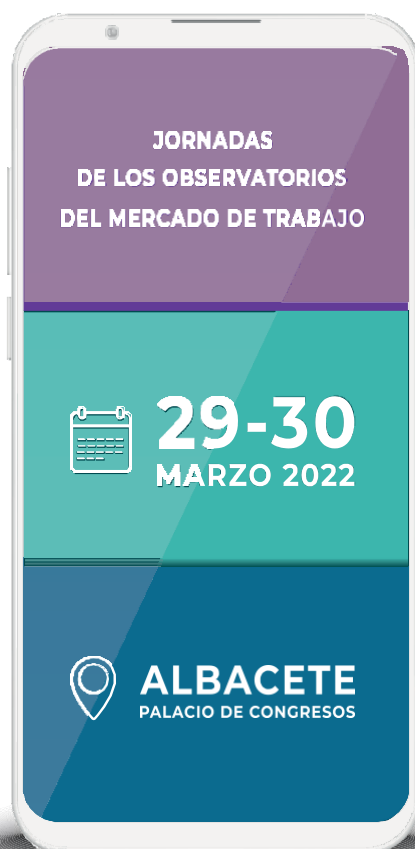 JORNADAS
DE LOS OBSERVATORIOS
DEL MERCADO DE TRABAJO
29-30
MARZO 2022
ALBACETE
PALACIO DE CONGRESOS